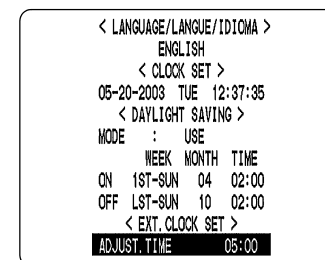 < LANGUAGE/LANGUE/IDIOMA >
ENGLISH
< CLOCK SET >
05-20-2003 TUE 12:37:35
< DAYLIGHT SAVING >
MODE : USE
WEEK MONTH TIME
ON 1ST-SUN 04 02:00
OFF LST-SUN 10 02:00
< EXT.CLOCK SET >
ADJUST.TIME 05:00